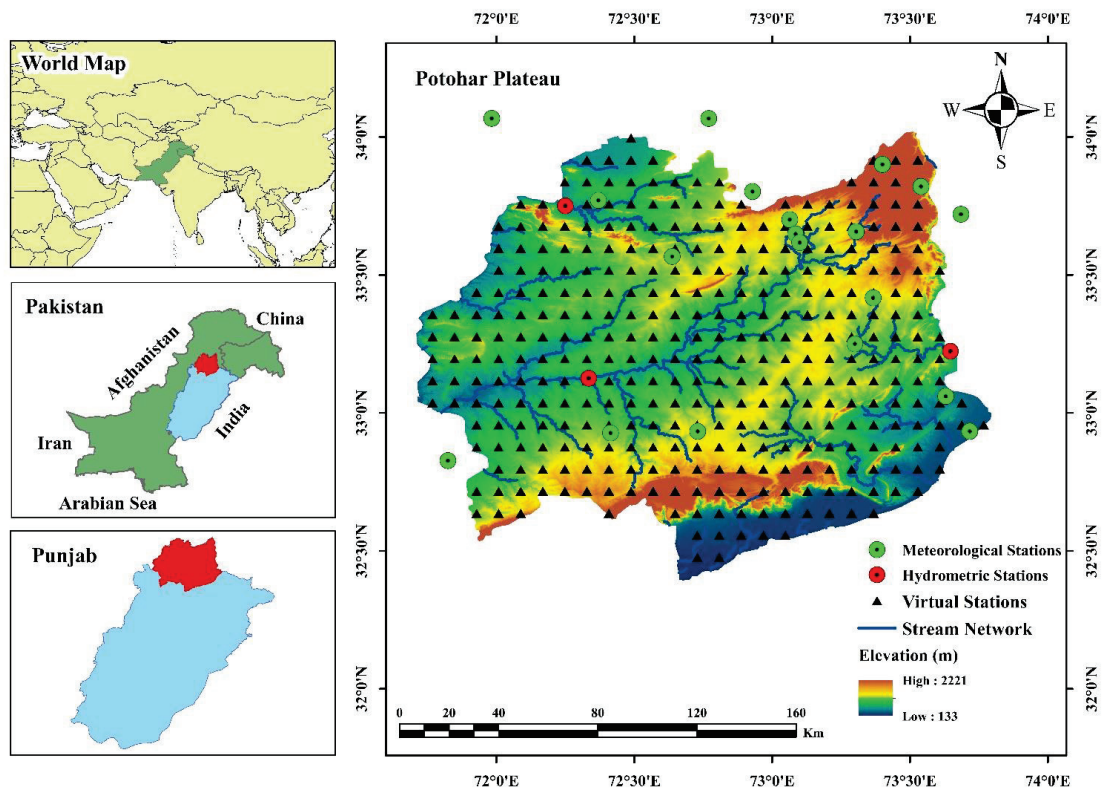 World Map
Pakistan
China
Afghanistan
India
Iran
Arabian Sea
Punjab
72°0'E 72°30'E 73°0'E 73°30'E 74°0'E
Potohar Plateau
N
W E
S
34°0'N 34°0'N
33°30'N 33°30'N
33°0'N 33°0'N
32°30'N 32°30'N
32°0'N 32°0'N
Meteorological Stations
Hydrometric Stations
Virtual Stations
Stream Network
Elevation (m)
High : 2221
Low : 133
0 20 40 80 120 160
Km
72°0'E 72°30'E 73°0'E 73°30'E 74°0'E